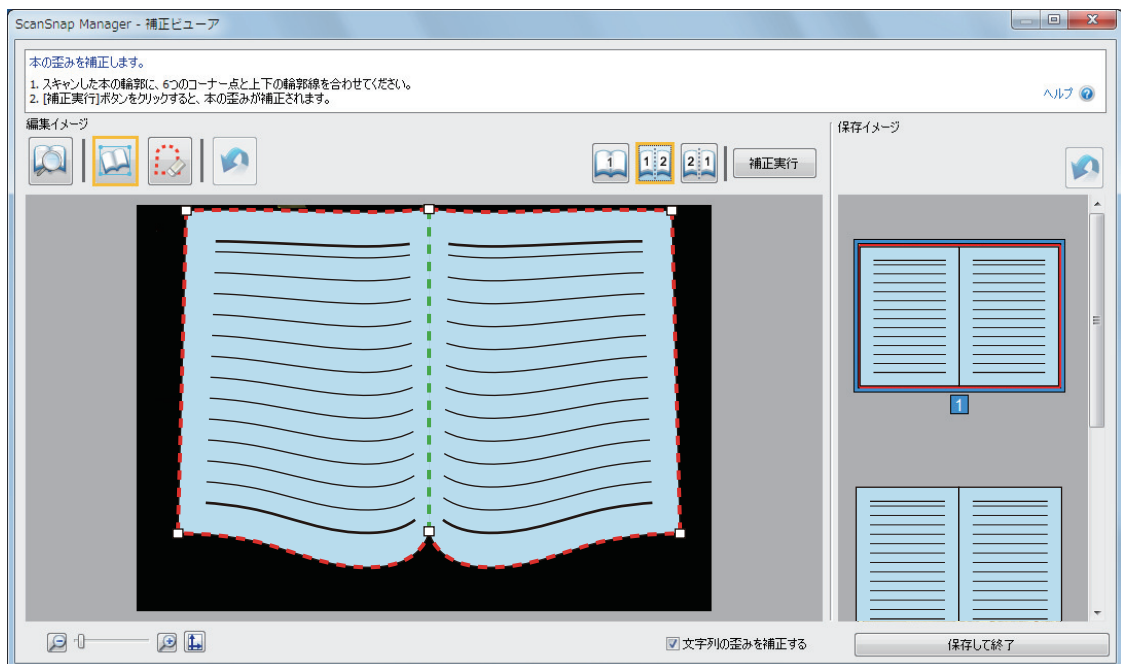 ScanSnap Manager - 補正ビューア
本の歪みを補正します。
1. スキャンした本の輪郭に、6つのコーナー点と上下の輪郭線を合わせてください。
2. [補正実行]ボタンをクリックすると、本の歪みが補正されます。
ヘルプ ?
編集イメージ
保存イメージ
1
1 2
2 1
補正実行
1
文字列の歪みを補正する
保存して終了